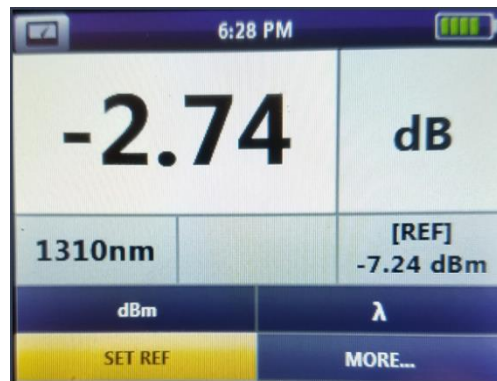 6:28 PM
-2.74 dB
1310nm
[REF]
-7.24 dBm
dBm λ
SET REF MORE...